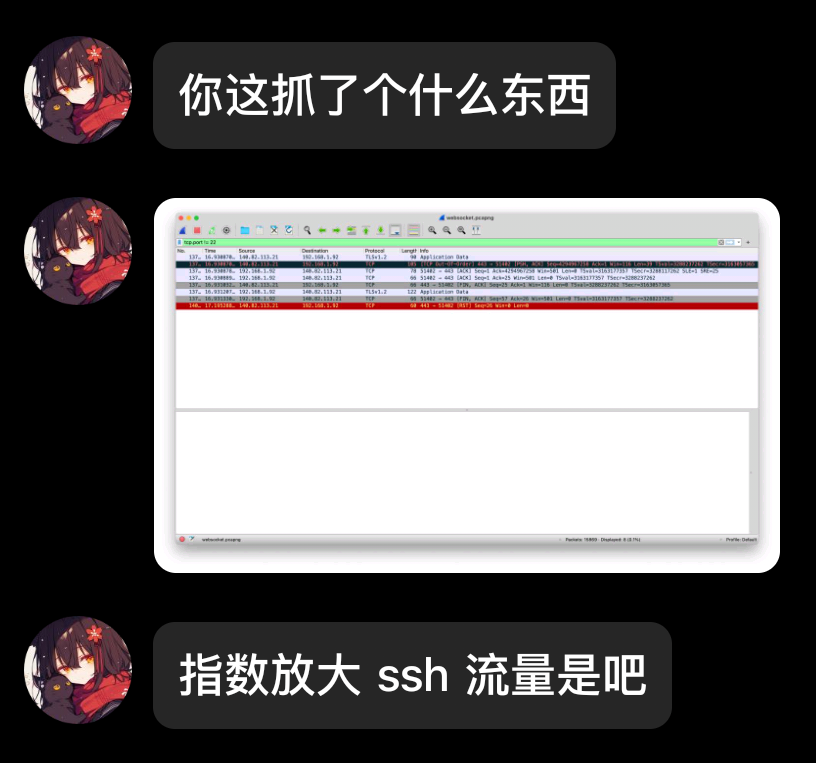 你这抓了个什么东西
websocket.pcapng
tcp.port != 22
No. Time Source Destination Protocol Length Info
137… 16.930870… 140.82.113.21 192.168.1.92 TLSv1.2 90 Application Data
137… 16.930870… 140.82.113.21 192.168.1.92 TCP 105 [TCP Out-Of-Order] 443 → 51402 [PSH, ACK] Seq=4294967258 Ack=1 Win=116 Len=39 TSval=3288237262 TSecr=3163057365
137… 16.930889… 192.168.1.92 140.82.113.21 TCP 78 51402 → 443 [ACK] Seq=1 Ack=4294967258 Win=501 Len=0 TSval=3163177357 TSecr=3288117262 SLE=1 SRE=25
137… 192.168.1.92 140.82.113.21 TCP 66 51402 → 443 [ACK] Seq=1 Ack=25 Win=501 Len=0 TSval=3163177357 TSecr=3288237262
137… 16.931032… 140.82.113.21 192.168.1.92 TCP 66 443 → 51402 [FIN, ACK] Seq=25 Ack=1 Win=116 Len=0 TSval=3288237262 TSecr=3163057365
137… 16.931207… 192.168.1.92 140.82.113.21 TLSv1.2 122 Application Data
137… 16.931220… 192.168.1.92 140.82.113.21 TCP 66 51402 → 443 [FIN, ACK] Seq=57 Ack=26 Win=501 Len=0 TSval=3163177357 TSecr=3288237262
140… 140.82.113.21 192.168.1.92 TCP 60 443 → 51402 [RST] Seq=26 Win=0 Len=0
websocket.pcapng Profile: Default
指数放大 ssh 流量是吧